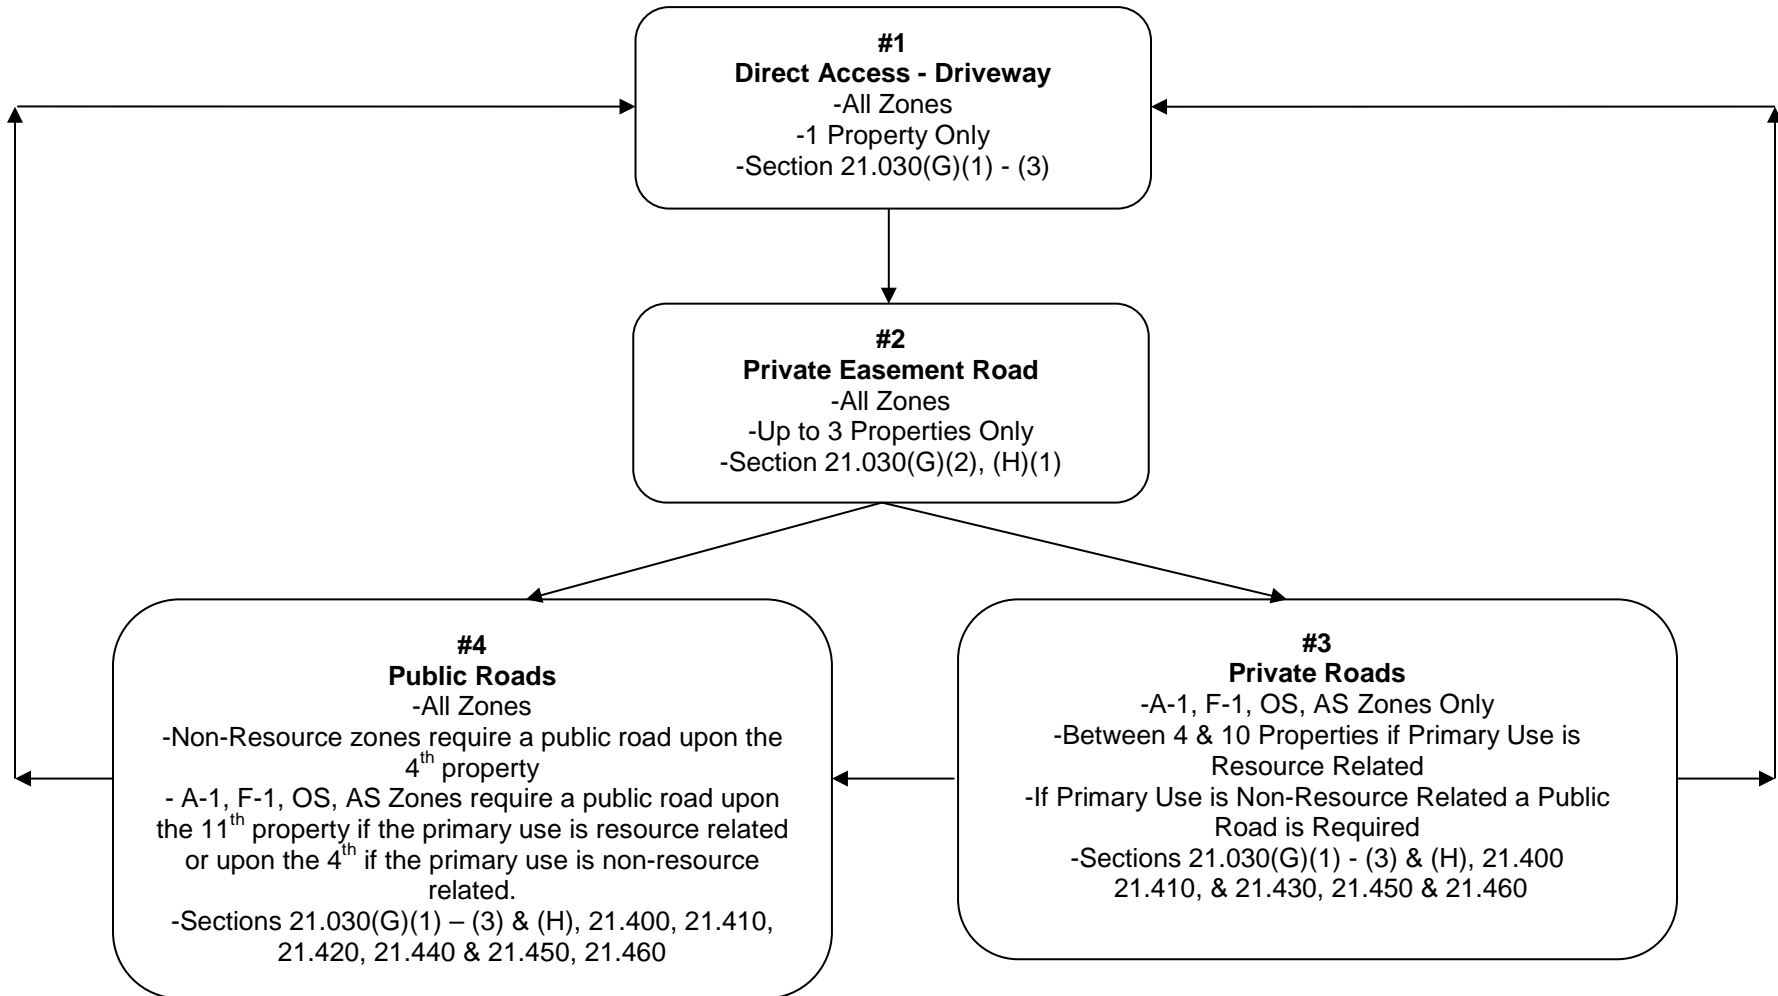 #1
Direct Access - Driveway
-All Zones
-1 Property Only
-Section 21.030(G)(1) - (3)
#2
Private Easement Road
-All Zones
-Up to 3 Properties Only
-Section 21.030(G)(2), (H)(1)
#4
Public Roads
-All Zones
-Non-Resource zones require a public road upon the
4th property
- A-1, F-1, OS, AS Zones require a public road upon
the 11th property if the primary use is resource related
or upon the 4th if the primary use is non-resource
related.
-Sections 21.030(G)(1) – (3) & (H), 21.400, 21.410,
21.420, 21.440 & 21.450, 21.460
#3
Private Roads
-A-1, F-1, OS, AS Zones Only
-Between 4 & 10 Properties if Primary Use is
Resource Related
-If Primary Use is Non-Resource Related a Public
Road is Required
-Sections 21.030(G)(1) - (3) & (H), 21.400
21.410, & 21.430, 21.450 & 21.460